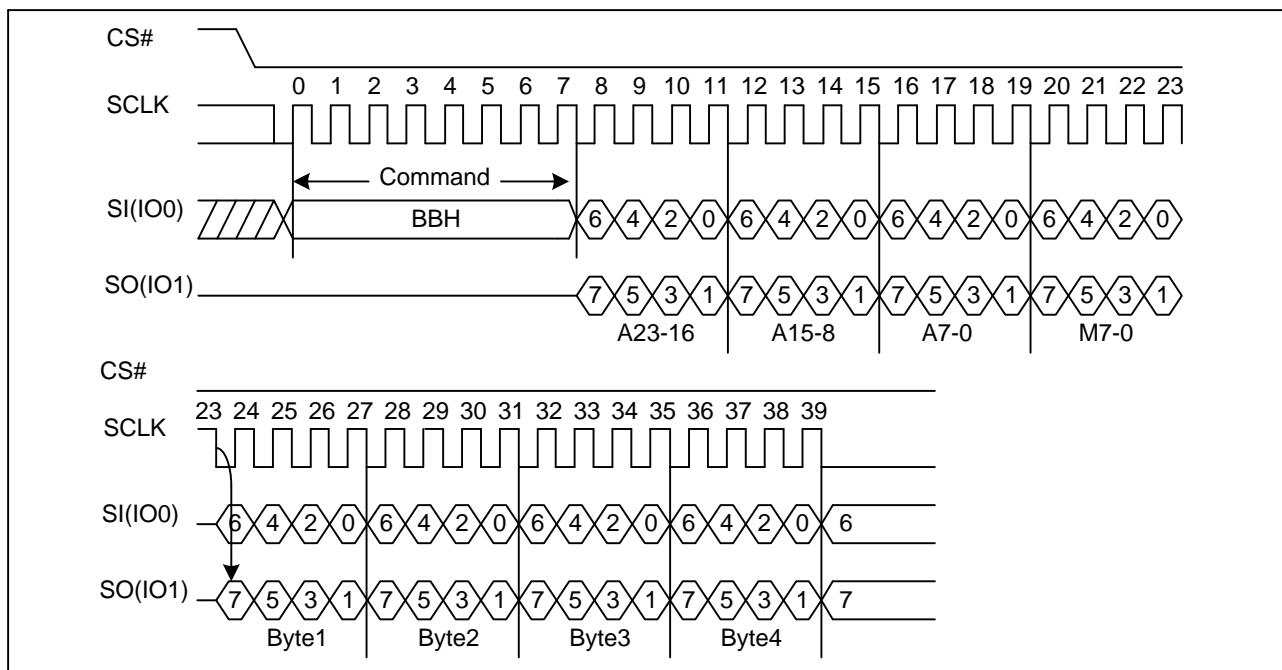 CS#
0 1 2 3 4 5 6 7 8 9 10 11 12 13 14 15 16 17 18 19 20 21 22 23
SCLK
Command
SI(IO0) BBH 6 4 2 0 6 4 2 0 6 4 2 0 6 4 2 0
SO(IO1) 7 5 3 1 7 5 3 1 7 5 3 1 7 5 3 1
A23-16 A15-8 A7-0 M7-0
CS#
23 24 25 26 27 28 29 30 31 32 33 34 35 36 37 38 39
SCLK
SI(IO0) 6 4 2 0 6 4 2 0 6 4 2 0 6 4 2 0 6
SO(IO1) 7 5 3 1 7 5 3 1 7 5 3 1 7 5 3 1 7
Byte1 Byte2 Byte3 Byte4